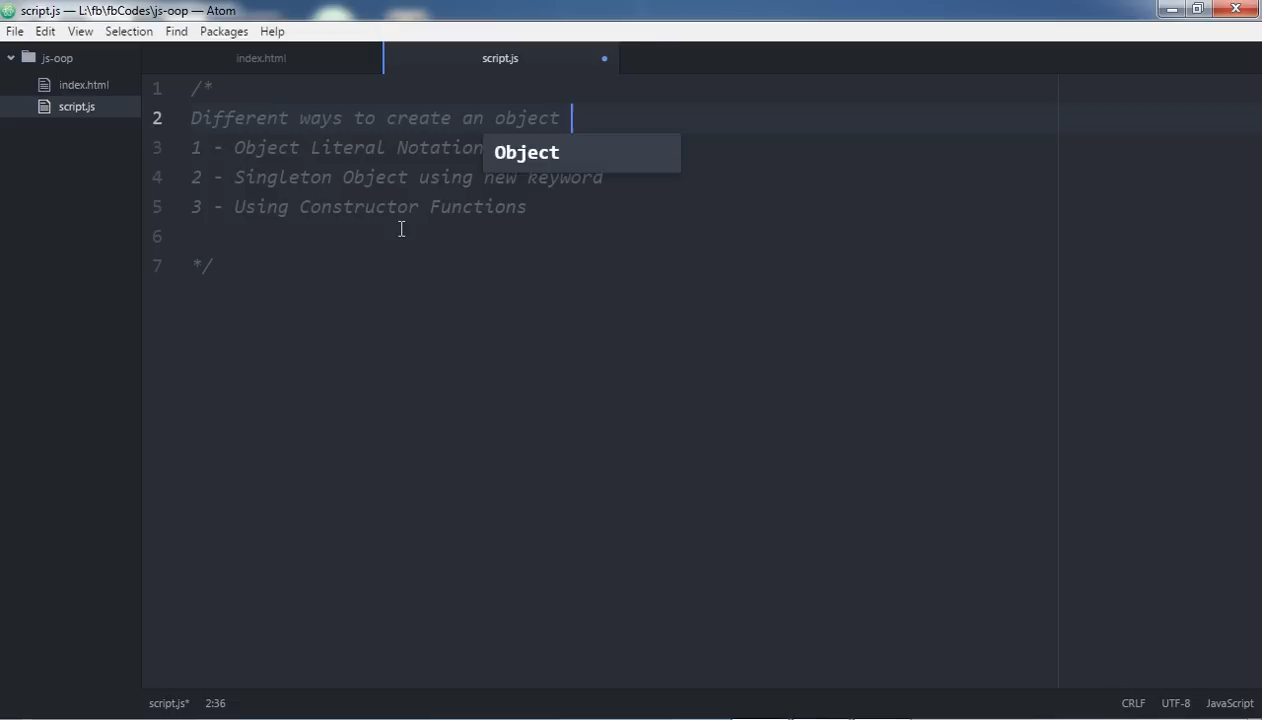 script.js — L:\fb\fbCodes\js-oop — Atom
File Edit View Selection Find Packages Help
js-oop
index.html
script.js
index.html
script.js
1 /*
2 Different ways to create an object
Object
3 1 - Object Literal Notation
4 2 - Singleton Object using new keyword
5 3 - Using Constructor Functions
6
7 */
script.js* 2:36 CRLF UTF-8 JavaScript